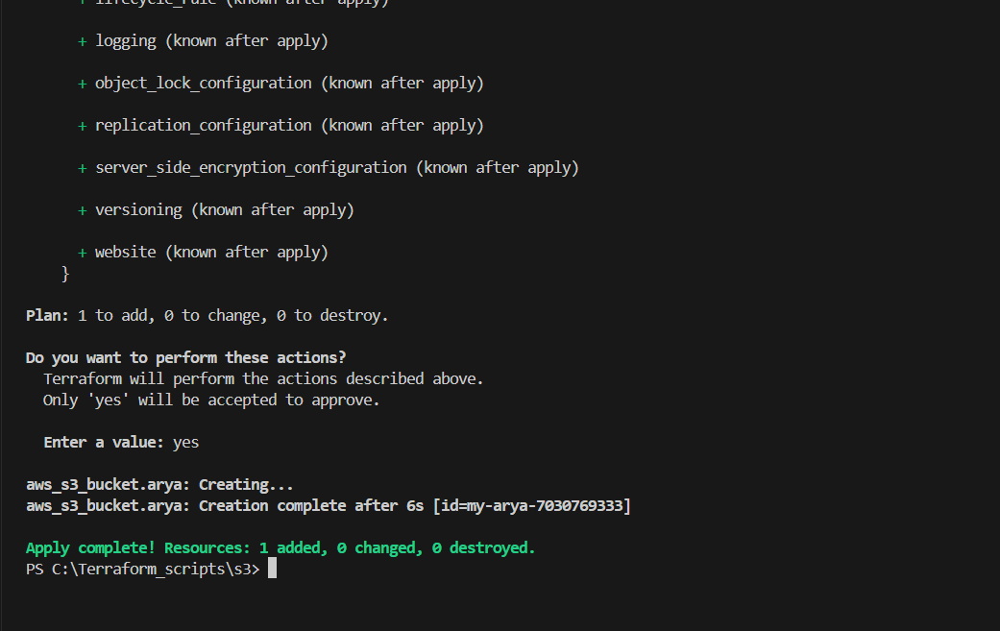 + lifecycle_rule (known after apply)
+ logging (known after apply)
+ object_lock_configuration (known after apply)
+ replication_configuration (known after apply)
+ server_side_encryption_configuration (known after apply)
+ versioning (known after apply)
+ website (known after apply)
}
Plan: 1 to add, 0 to change, 0 to destroy.
Do you want to perform these actions?
Terraform will perform the actions described above.
Only 'yes' will be accepted to approve.
Enter a value: yes
aws_s3_bucket.arya: Creating...
aws_s3_bucket.arya: Creation complete after 6s [id=my-arya-7030769333]
Apply complete! Resources: 1 added, 0 changed, 0 destroyed.
PS C:\Terraform_scripts\s3>